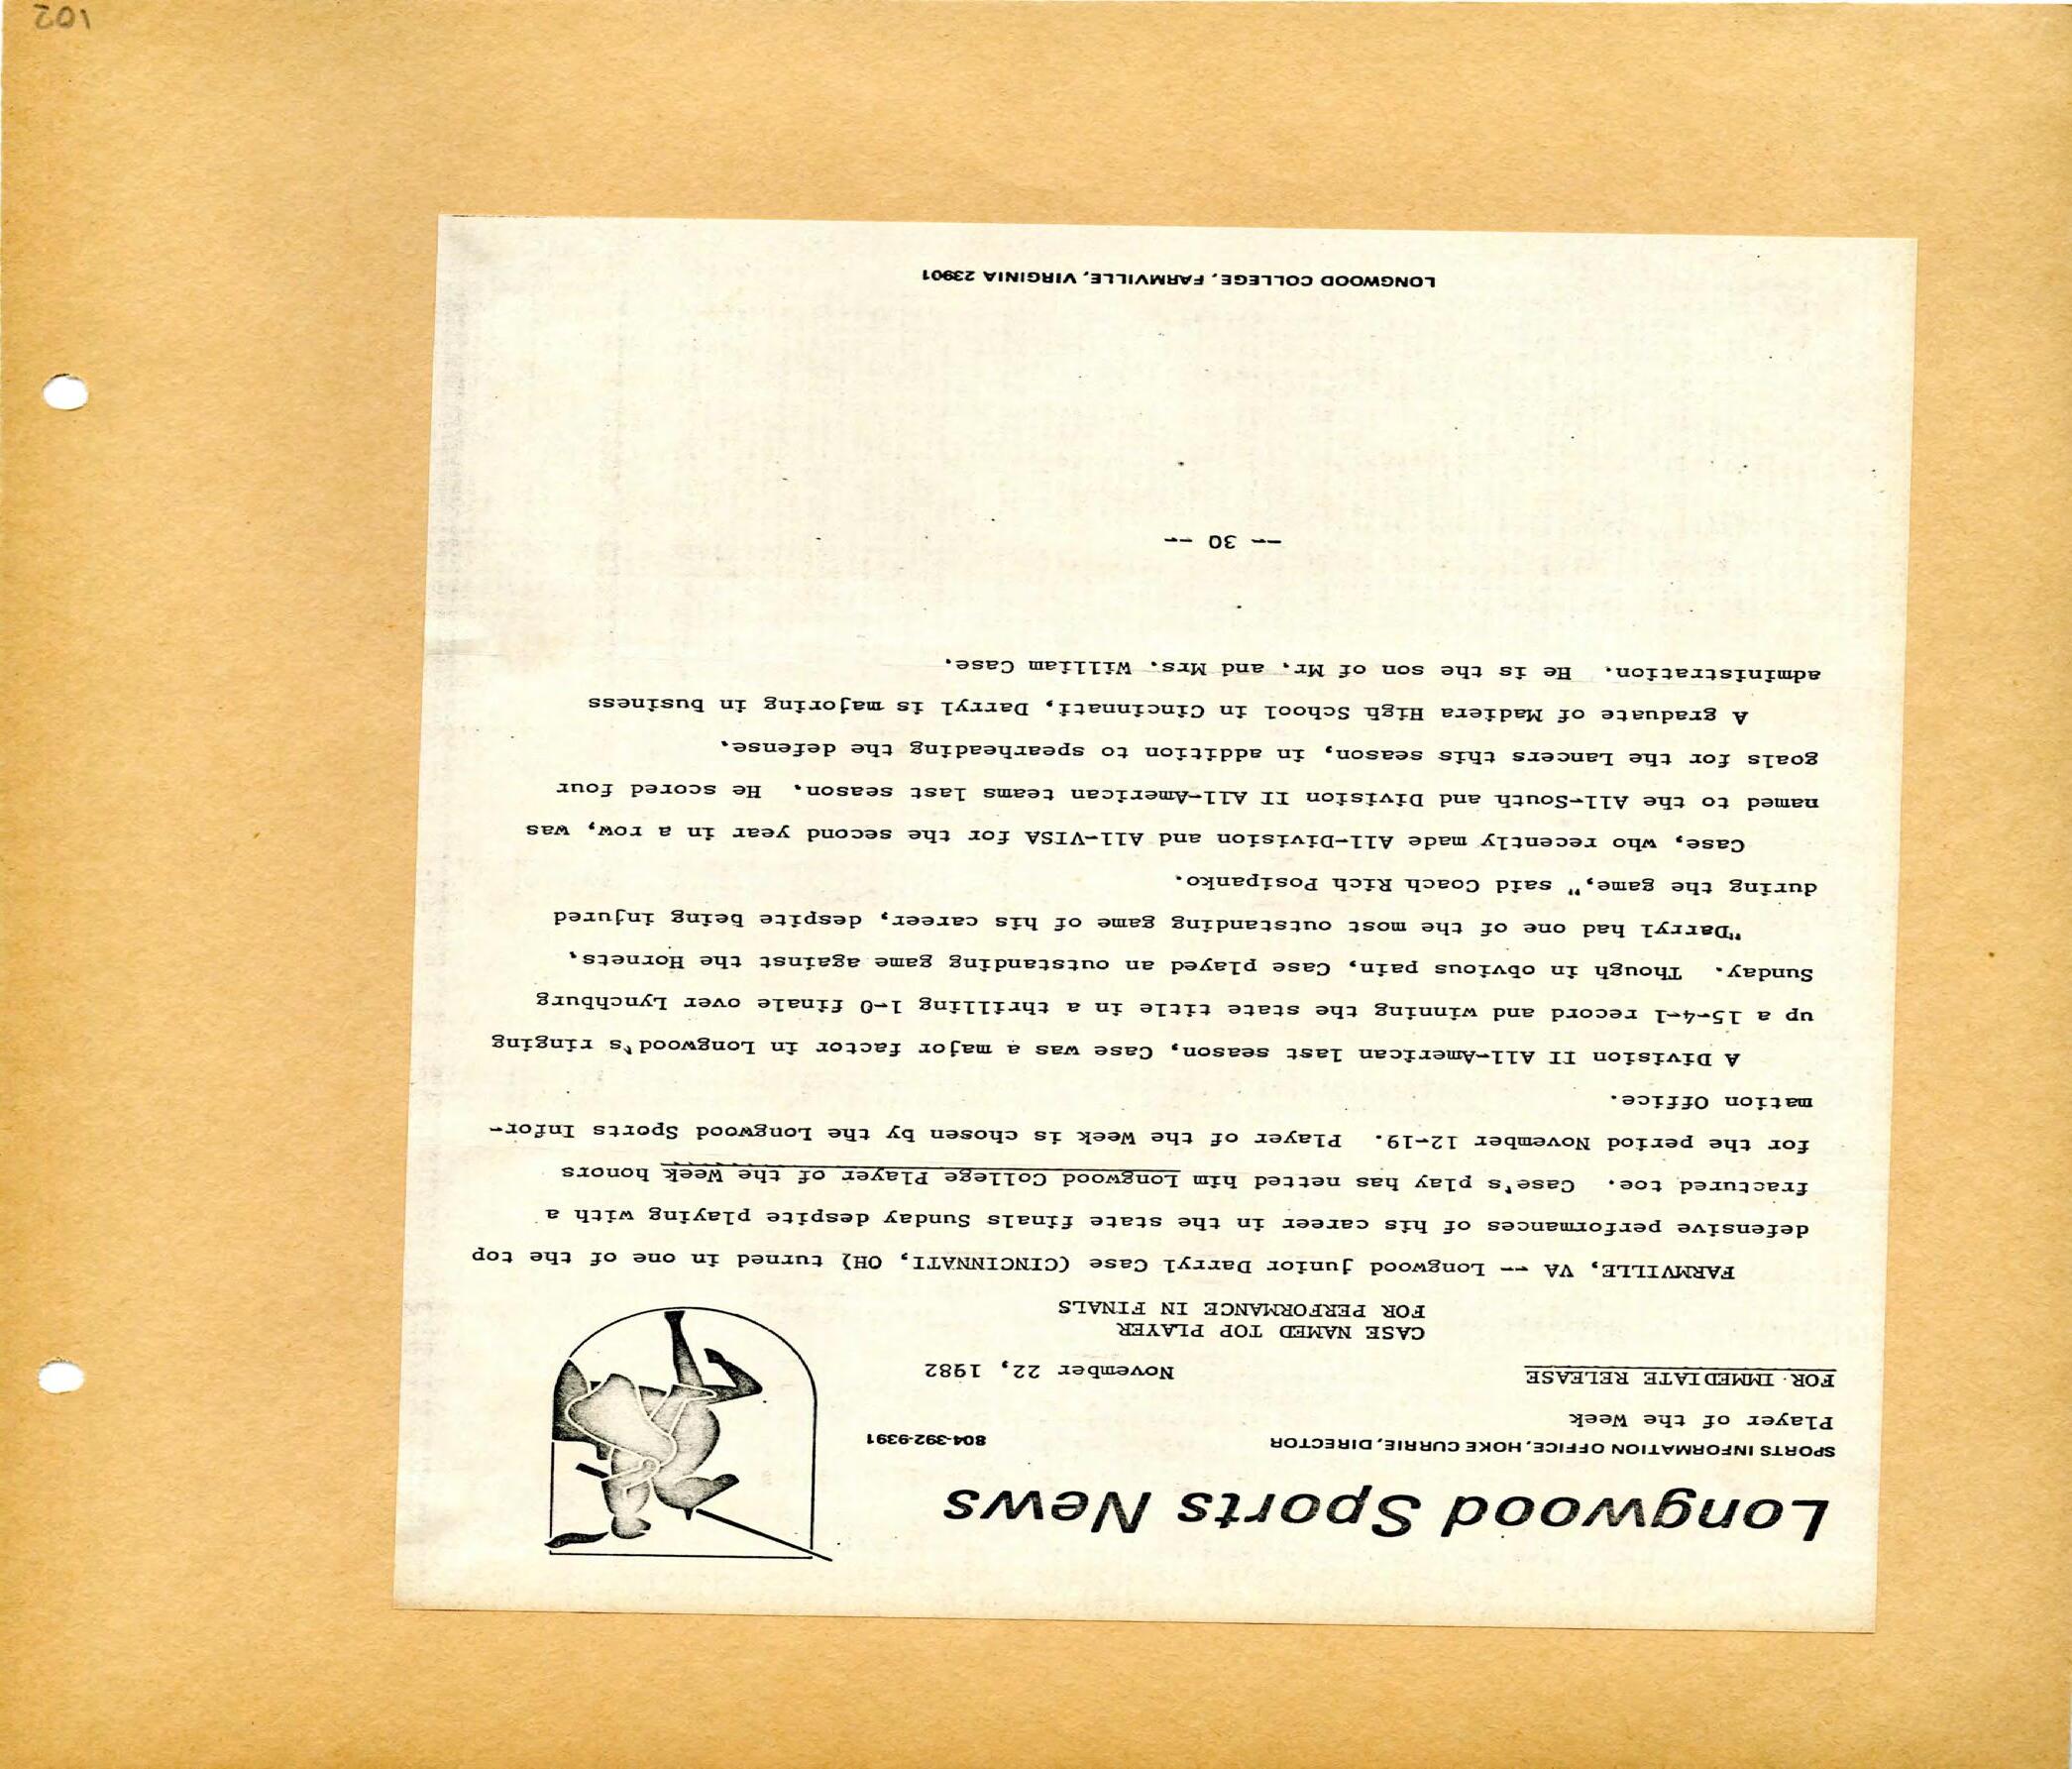 Longwood Sports News
SPORTS INFORMATION OFFICE, HOKE CURRIE, DIRECTOR 804-392-9391
Player of the Week
FOR IMMEDIATE RELEASE November 22, 1982
CASE NAMED TOP PLAYER
FOR PERFORMANCE IN FINALS
FARMVILLE, VA -- Longwood junior Darryl Case (CINCINNATI, OH) turned in one of the top
defensive performances of his career in the state finals Sunday despite playing with a
fractured toe. Case's play has netted him Longwood College Player of the Week honors
for the period November 12-19. Player of the Week is chosen by the Longwood Sports Infor-
mation Office.
A Division II All-American last season, Case was a major factor in Longwood's ringing
up a 15-4-1 record and winning the state title in a thrilling 1-0 finale over Lynchburg
Sunday. Though in obvious pain, Case played an outstanding game against the Hornets.
"Darryl had one of the most outstanding game of his career, despite being injured
during the game," said Coach Rich Posipanko.
Case, who recently made All-Division and All-VISA for the second year in a row, was
named to the All-South and Division II All-American teams last season. He scored four
goals for the Lancers this season, in addition to spearheading the defense.
A graduate of Madiera High School in Cincinnati, Darryl is majoring in business
administration. He is the son of Mr. and Mrs. William Case.
-- 30 --
LONGWOOD COLLEGE, FARMVILLE, VIRGINIA 23901
102